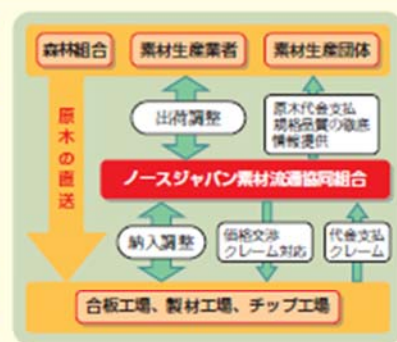 森林組合
素材生産業者
素材生産団体
原木の直送
出荷調整
原木代金支払
規格品質の徹底
情報提供
ノースジャパン素材流通協同組合
納入調整
価格交渉
クレーム対応
代金支払
クレーム
合板工場、製材工場、チップ工場